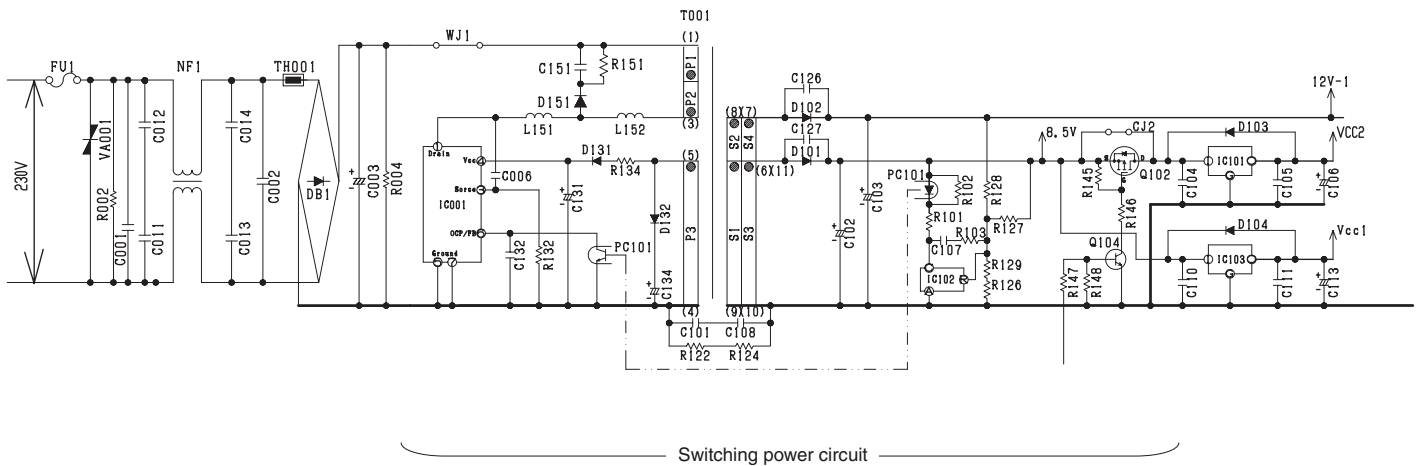 T001
FU1
NF1
TH001
WJ1
(1)
C151
R151
P1
D151
P2
(3)
L151
L152
230V
VA001
R002
C001
C012
C011
C014
C013
C002
DB1
C003
R004
Drain
Vcc
Sorce
IC001
OCP/FB
Ground
C006
D131
R134
(5)
C131
D132
C132
R132
PC101
C134
P3
(4)
C101
C108
R122
R124
(8)(7)
S2
S4
(6)(11)
S1
S3
(9)(10)
C126
D102
C127
D101
C102
C103
PC101
R102
R101
C107
R103
IC102
R128
R127
R129
R126
8.5V
CJ2
R145
S
D
G
Q102
R146
Q104
R147
R148
12V-1
D103
VCC2
IC101
C104
C105
C106
D104
Vcc1
IC103
C110
C111
C113
Switching power circuit